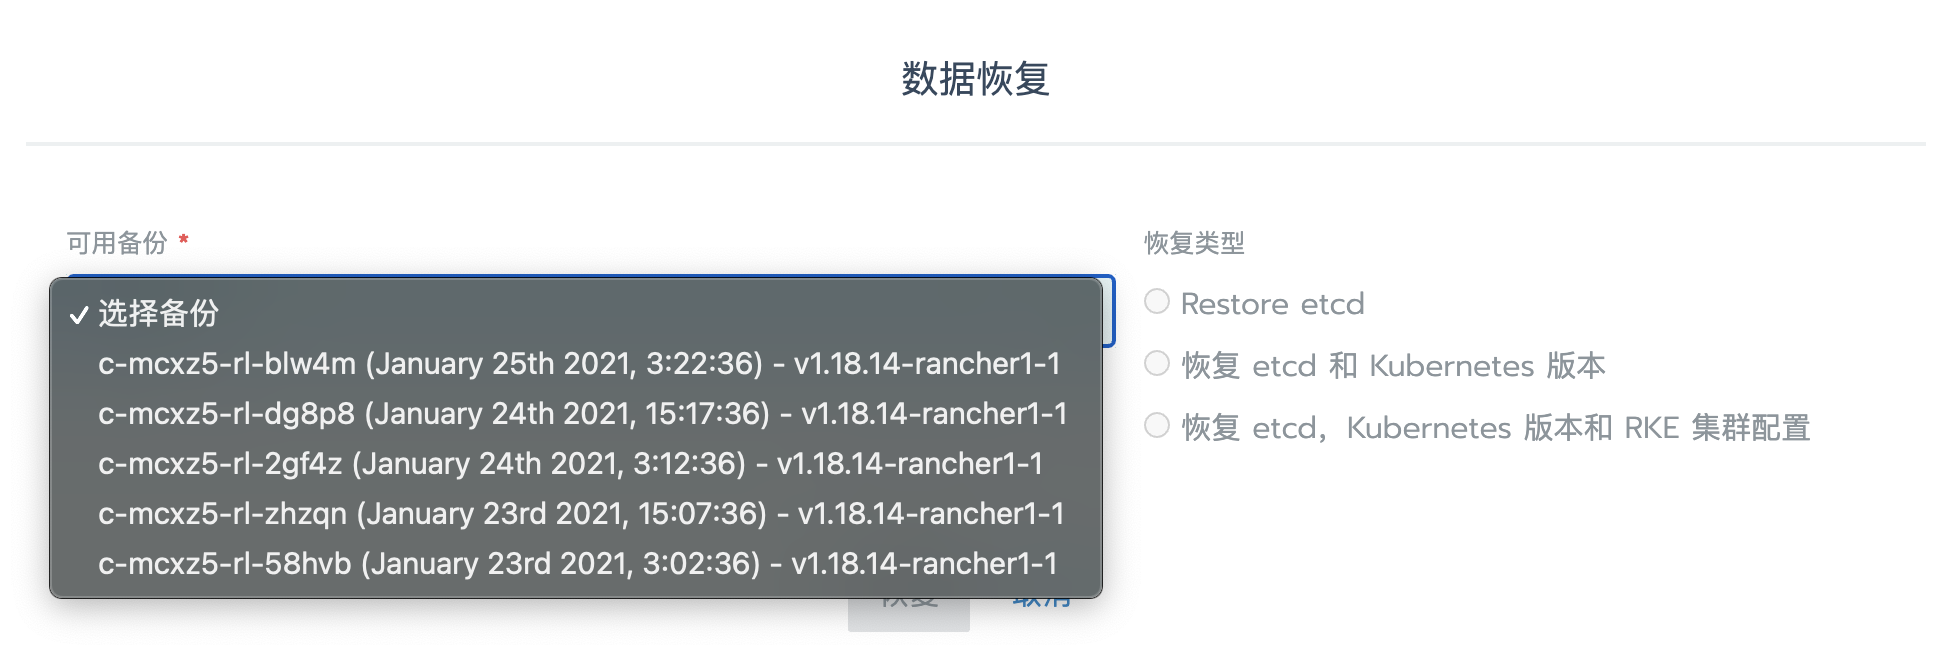 数据恢复
可用备份 *
✓ 选择备份
c-mcxz5-rl-blw4m (January 25th 2021, 3:22:36) - v1.18.14-rancher1-1
c-mcxz5-rl-dg8p8 (January 24th 2021, 15:17:36) - v1.18.14-rancher1-1
c-mcxz5-rl-2gf4z (January 24th 2021, 3:12:36) - v1.18.14-rancher1-1
c-mcxz5-rl-zhzqn (January 23rd 2021, 15:07:36) - v1.18.14-rancher1-1
c-mcxz5-rl-58hvb (January 23rd 2021, 3:02:36) - v1.18.14-rancher1-1
恢复类型
Restore etcd
恢复 etcd 和 Kubernetes 版本
恢复 etcd，Kubernetes 版本和 RKE 集群配置
恢复
取消